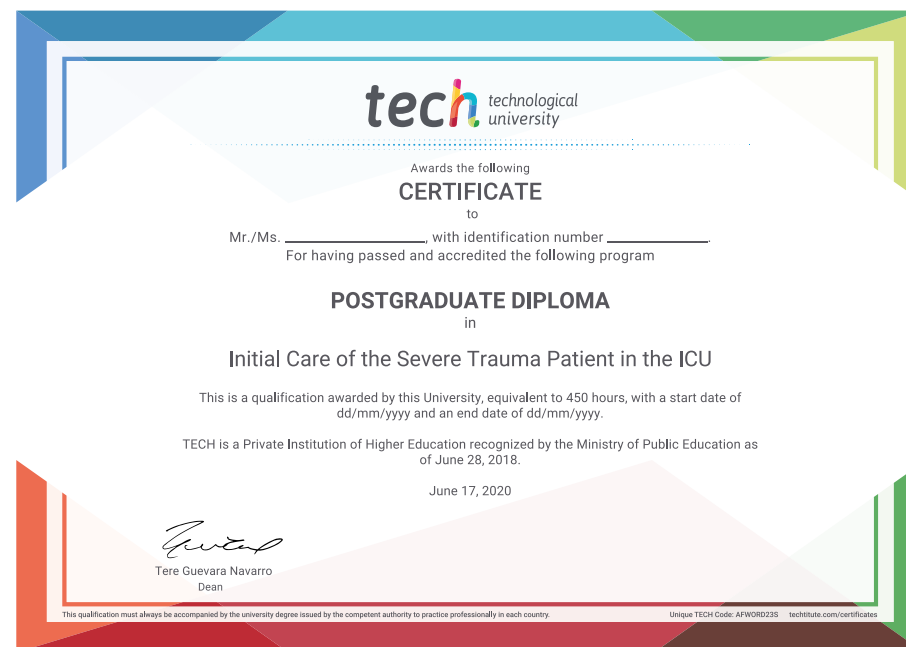 tech technological
university
Awards the following
CERTIFICATE
to
Mr./Ms. ____________________, with identification number ______________.
For having passed and accredited the following program
POSTGRADUATE DIPLOMA
in
Initial Care of the Severe Trauma Patient in the ICU
This is a qualification awarded by this University, equivalent to 450 hours, with a start date of
dd/mm/yyyy and an end date of dd/mm/yyyy.
TECH is a Private Institution of Higher Education recognized by the Ministry of Public Education as
of June 28, 2018.
June 17, 2020
Tere Guevara Navarro
Dean
This qualification must always be accompanied by the university degree issued by the competent authority to practice professionally in each country.
Unique TECH Code: AFWORD23S techtitute.com/certificates